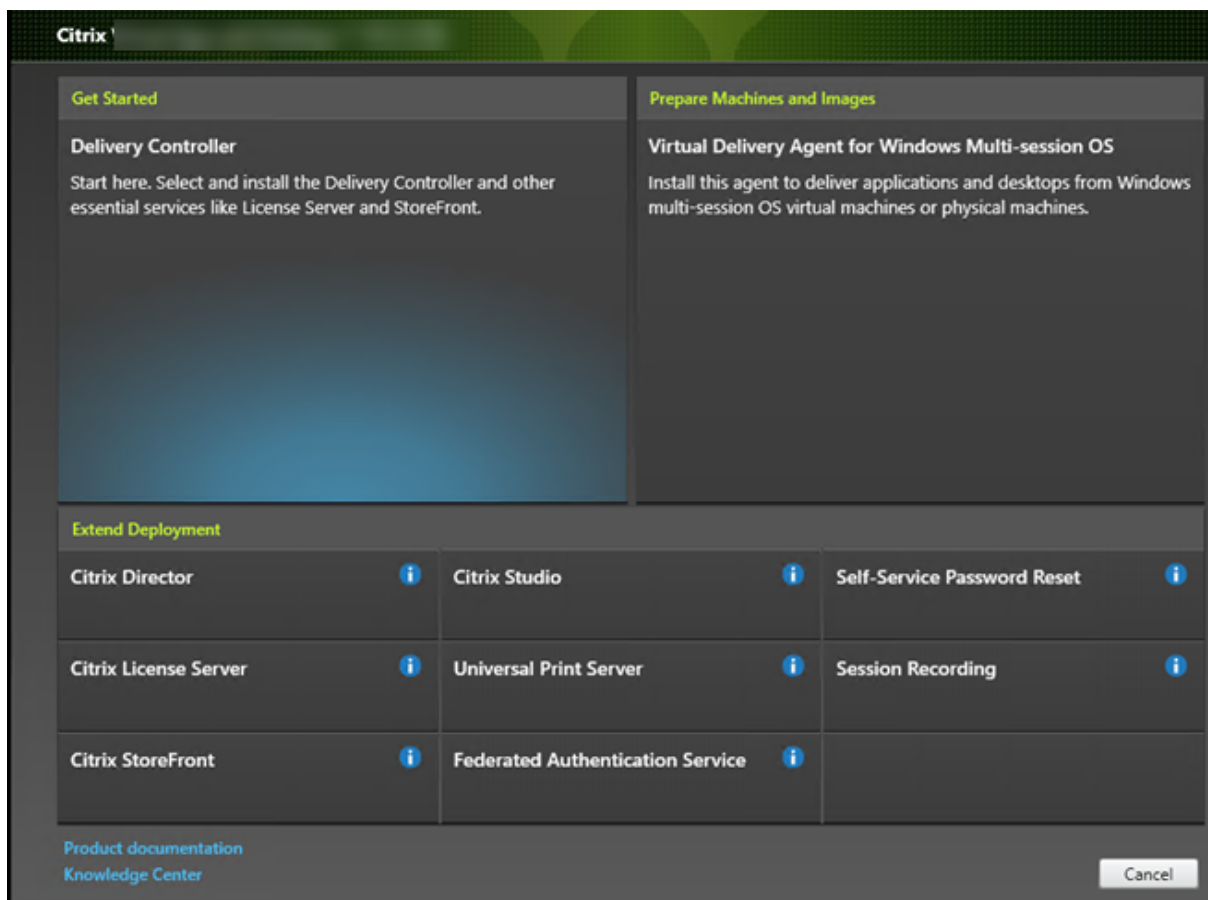 Citrix
Get Started
Delivery Controller
Start here. Select and install the Delivery Controller and other
essential services like License Server and StoreFront.
Prepare Machines and Images
Virtual Delivery Agent for Windows Multi-session OS
Install this agent to deliver applications and desktops from Windows
multi-session OS virtual machines or physical machines.
Extend Deployment
Citrix Director
Citrix Studio
Self-Service Password Reset
Citrix License Server
Universal Print Server
Session Recording
Citrix StoreFront
Federated Authentication Service
Product documentation
Knowledge Center
Cancel